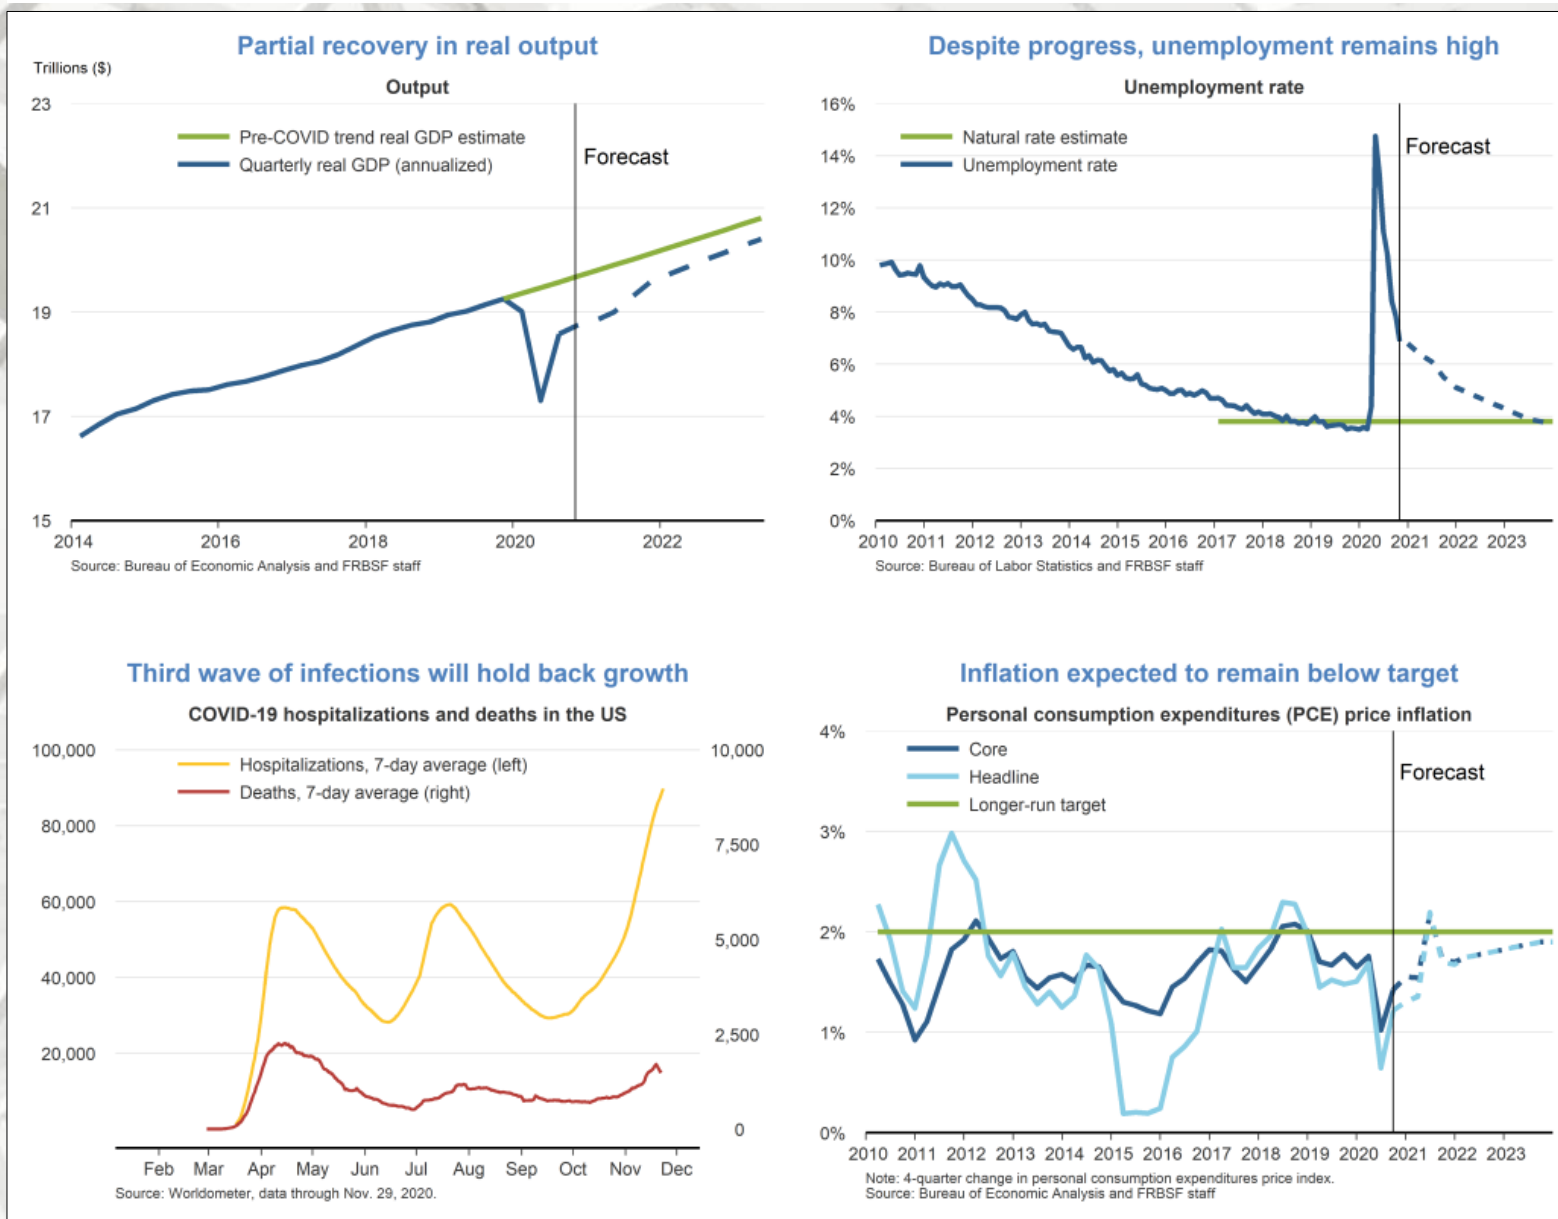 Partial recovery in real output
Trillions ($)
Output
23
21
19
17
15
Pre-COVID trend real GDP estimate
Quarterly real GDP (annualized)
Forecast
2014 2016 2018 2020 2022
Source: Bureau of Economic Analysis and FRBSF staff
Despite progress, unemployment remains high
Unemployment rate
16%
14%
12%
10%
8%
6%
4%
2%
0%
Natural rate estimate
Unemployment rate
Forecast
2010 2011 2012 2013 2014 2015 2016 2017 2018 2019 2020 2021 2022 2023
Source: Bureau of Labor Statistics and FRBSF staff
Third wave of infections will hold back growth
COVID-19 hospitalizations and deaths in the US
100,000
80,000
60,000
40,000
20,000
Hospitalizations, 7-day average (left)
Deaths, 7-day average (right)
10,000
7,500
5,000
2,500
0
Feb Mar Apr May Jun Jul Aug Sep Oct Nov Dec
Source: Worldometer, data through Nov. 29, 2020.
Inflation expected to remain below target
Personal consumption expenditures (PCE) price inflation
4%
3%
2%
1%
0%
Core
Headline
Longer-run target
Forecast
2010 2011 2012 2013 2014 2015 2016 2017 2018 2019 2020 2021 2022 2023
Note: 4-quarter change in personal consumption expenditures price index.
Source: Bureau of Economic Analysis and FRBSF staff